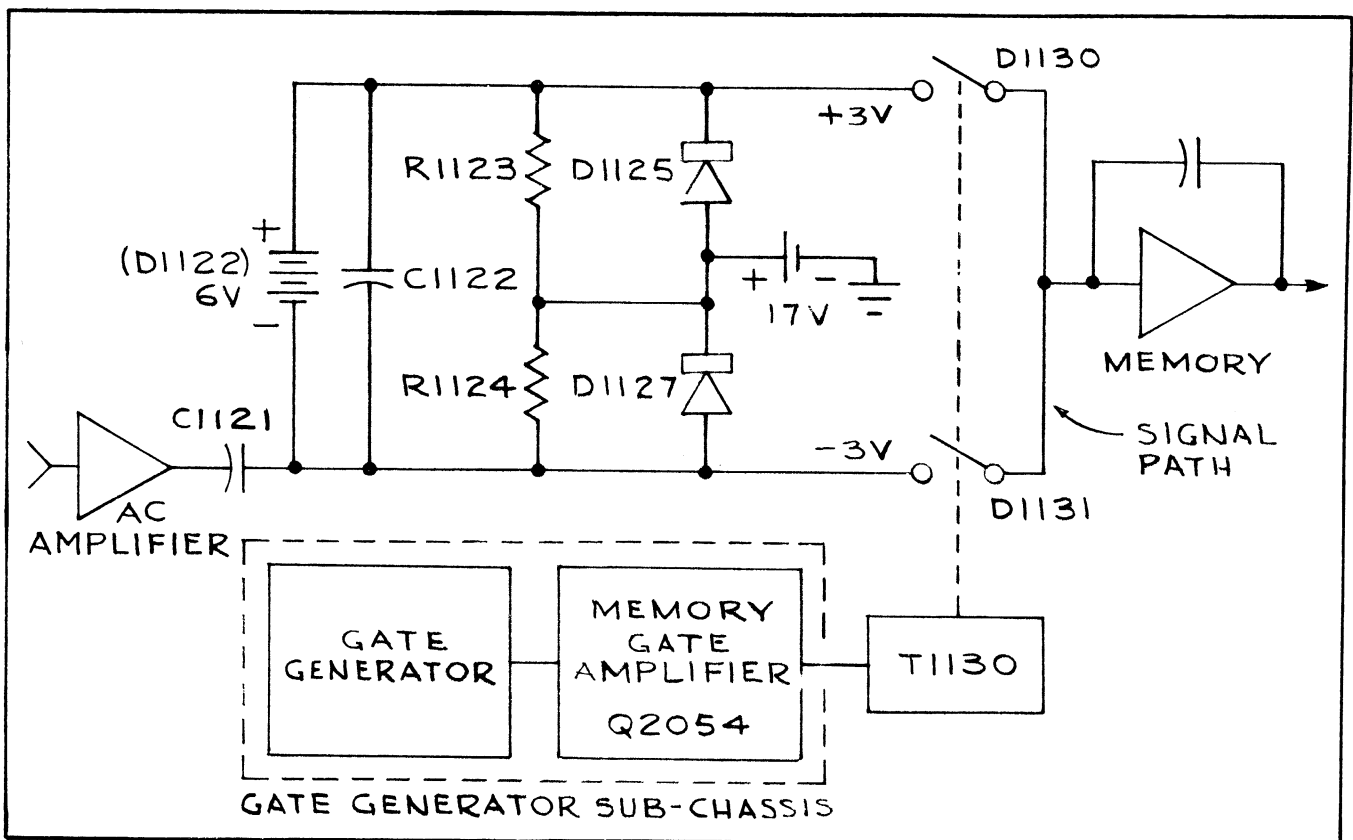 D1130
+3V
R1123
D1125
+
(D1122)
6V
−
C1122
+ −
17V
MEMORY
R1124
D1127
C1121
−3V
SIGNAL
PATH
D1131
AC
AMPLIFIER
GATE
GENERATOR
MEMORY
GATE
AMPLIFIER
Q2054
T1130
GATE GENERATOR SUB-CHASSIS